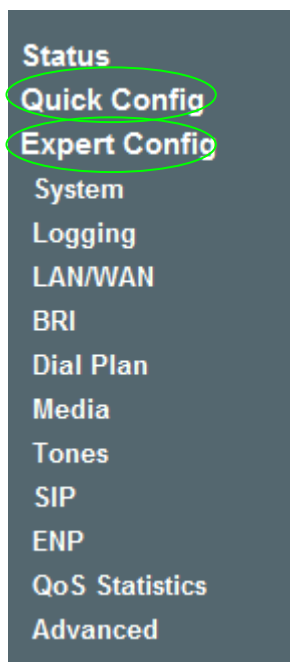 Status
Quick Config
Expert Config
System
Logging
LAN/WAN
BRI
Dial Plan
Media
Tones
SIP
ENP
QoS Statistics
Advanced